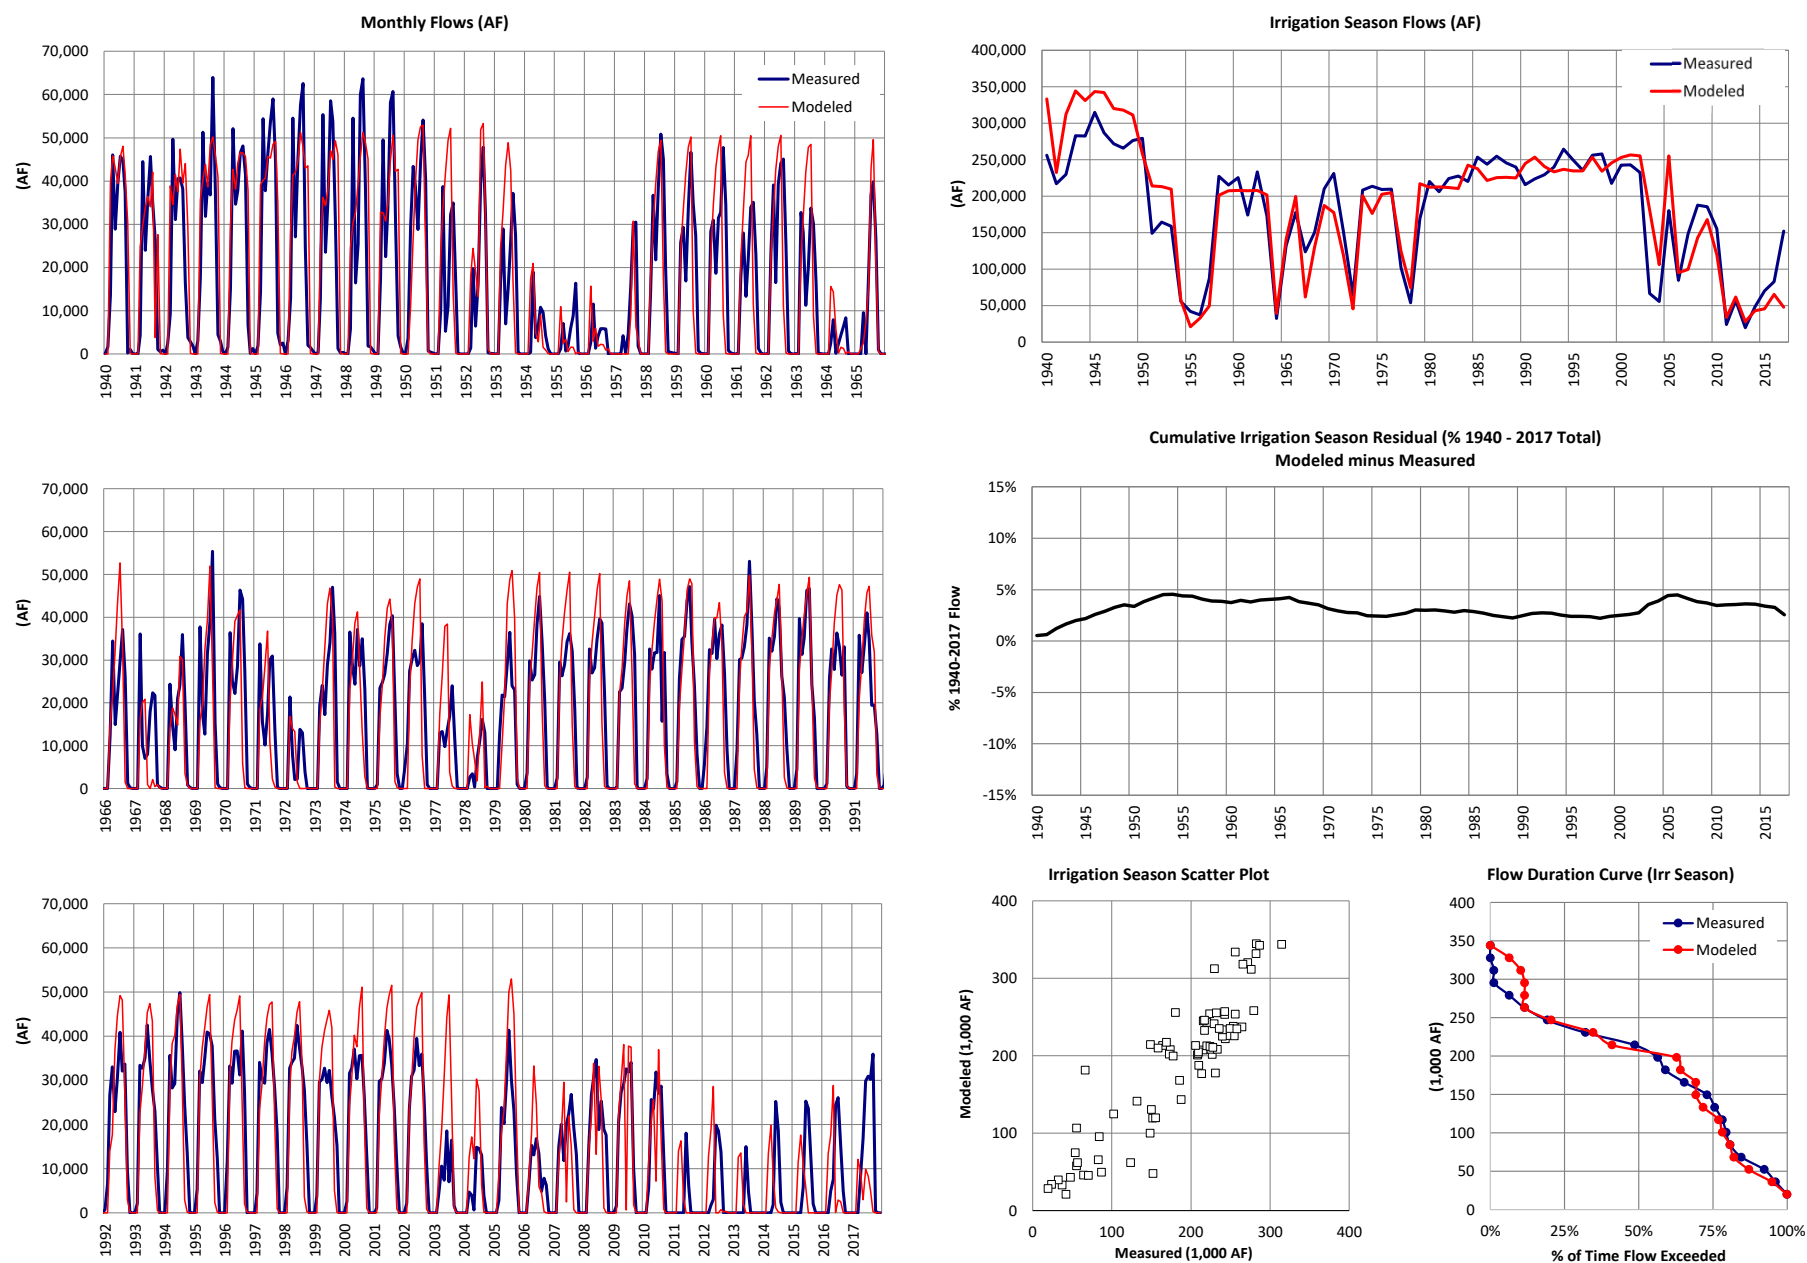 Monthly Flows (AF)
70,000
60,000
50,000
40,000
30,000
20,000
10,000
0
(AF)
Measured
Modeled
1940 1941 1942 1943 1944 1945 1946 1947 1948 1949 1950 1951 1952 1953 1954 1955 1956 1957 1958 1959 1960 1961 1962 1963 1964 1965
Irrigation Season Flows (AF)
400,000
350,000
300,000
250,000
200,000
150,000
100,000
50,000
0
(AF)
Measured
Modeled
1940 1945 1950 1955 1960 1965 1970 1975 1980 1985 1990 1995 2000 2005 2010 2015
70,000
60,000
50,000
40,000
30,000
20,000
10,000
0
(AF)
1966 1967 1968 1969 1970 1971 1972 1973 1974 1975 1976 1977 1978 1979 1980 1981 1982 1983 1984 1985 1986 1987 1988 1989 1990 1991
Cumulative Irrigation Season Residual (% 1940 - 2017 Total)
Modeled minus Measured
15%
10%
5%
0%
-5%
-10%
-15%
% 1940-2017 Flow
1940 1945 1950 1955 1960 1965 1970 1975 1980 1985 1990 1995 2000 2005 2010 2015
70,000
60,000
50,000
40,000
30,000
20,000
10,000
0
(AF)
1992 1993 1994 1995 1996 1997 1998 1999 2000 2001 2002 2003 2004 2005 2006 2007 2008 2009 2010 2011 2012 2013 2014 2015 2016 2017
Irrigation Season Scatter Plot
400
300
200
100
0
Modeled (1,000 AF)
0 100 200 300 400
Measured (1,000 AF)
Flow Duration Curve (Irr Season)
400
350
300
250
200
150
100
50
0
(1,000 AF)
Measured
Modeled
0% 25% 50% 75% 100%
% of Time Flow Exceeded